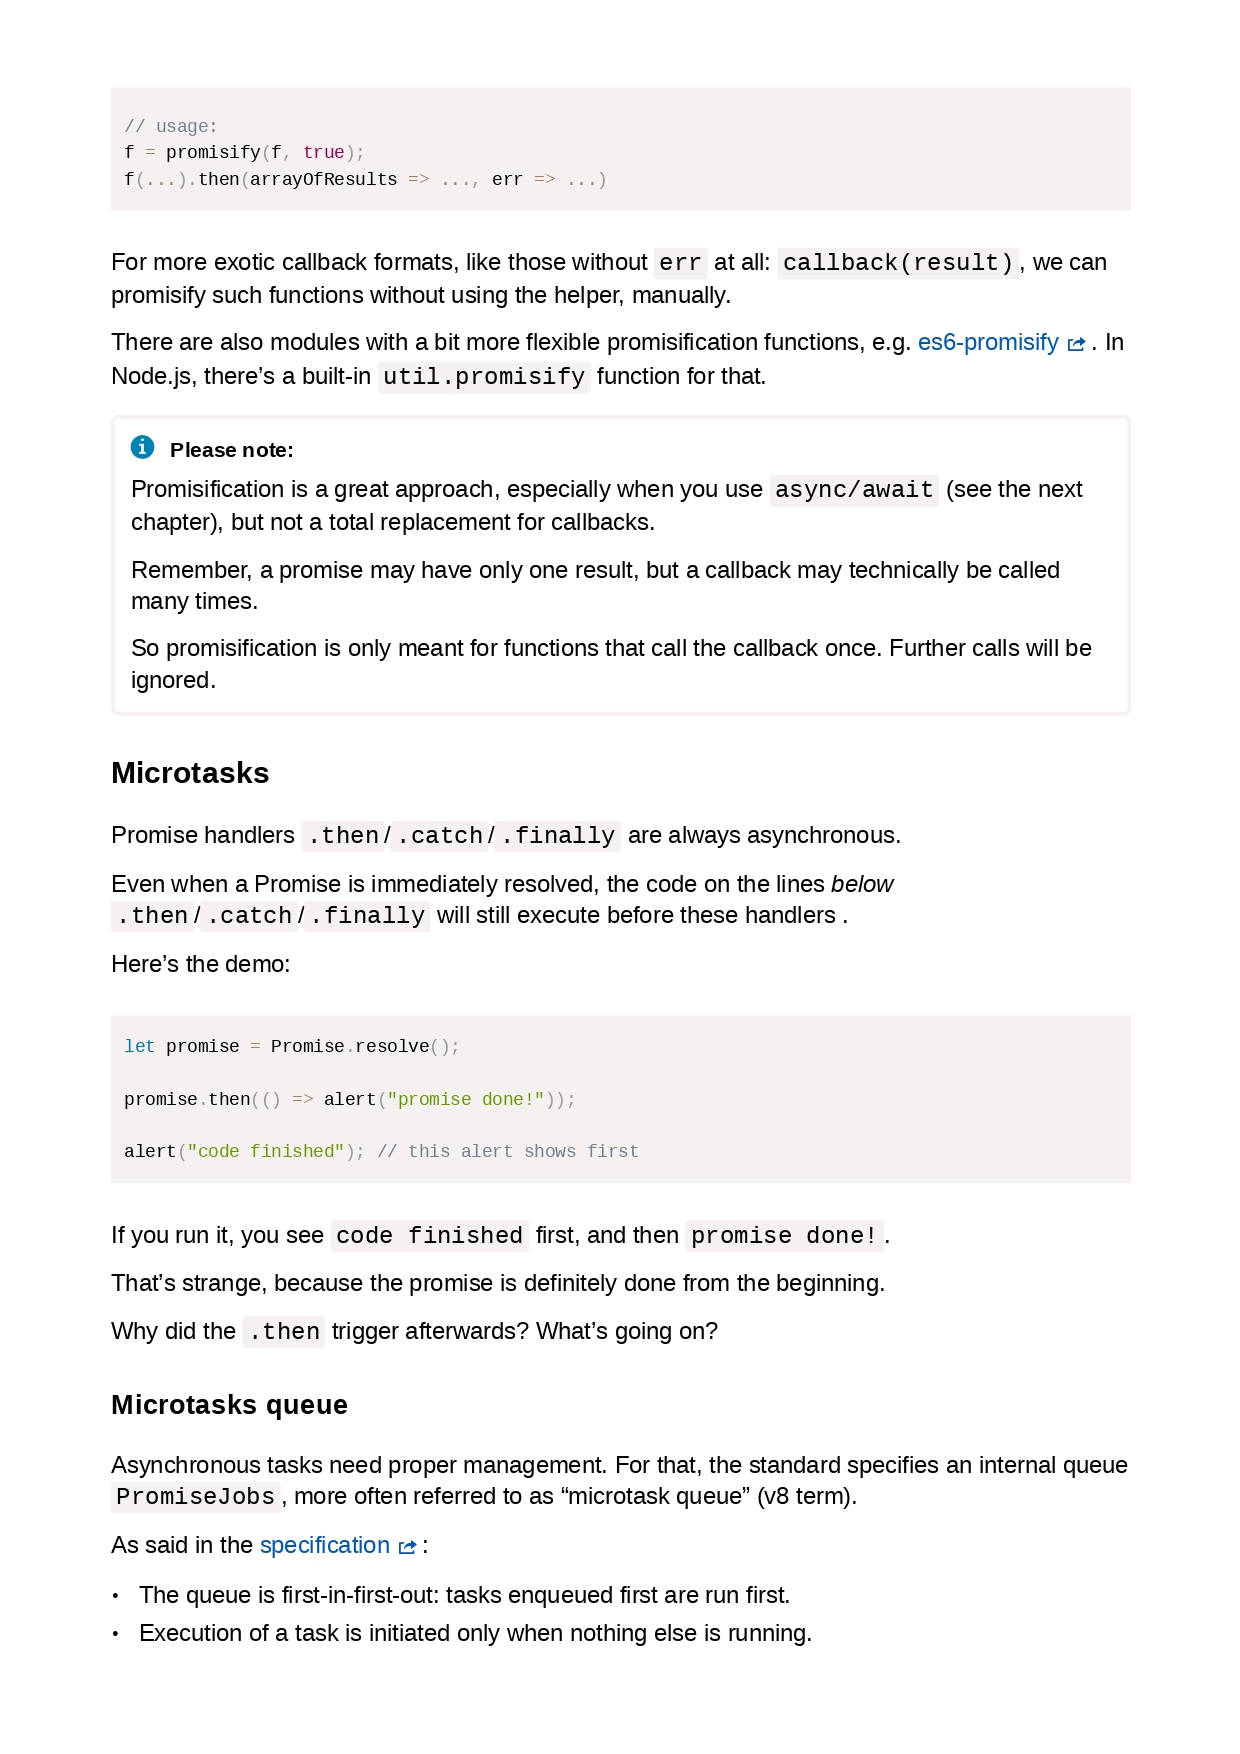 // usage:
f = promisify(f, true);
f(...).then(arrayOfResults => ..., err => ...)
For more exotic callback formats, like those without err at all: callback(result), we can
promisify such functions without using the helper, manually.
There are also modules with a bit more flexible promisification functions, e.g. es6-promisify . In
Node.js, there’s a built-in util.promisify function for that.
Please note:
Promisification is a great approach, especially when you use async/await (see the next
chapter), but not a total replacement for callbacks.
Remember, a promise may have only one result, but a callback may technically be called
many times.
So promisification is only meant for functions that call the callback once. Further calls will be
ignored.
Microtasks
Promise handlers .then/.catch/.finally are always asynchronous.
Even when a Promise is immediately resolved, the code on the lines below
.then/.catch/.finally will still execute before these handlers .
Here’s the demo:
let promise = Promise.resolve();
promise.then(() => alert("promise done!"));
alert("code finished"); // this alert shows first
If you run it, you see code finished first, and then promise done!.
That’s strange, because the promise is definitely done from the beginning.
Why did the .then trigger afterwards? What’s going on?
Microtasks queue
Asynchronous tasks need proper management. For that, the standard specifies an internal queue
PromiseJobs, more often referred to as “microtask queue” (v8 term).
As said in the specification :
• The queue is first-in-first-out: tasks enqueued first are run first.
• Execution of a task is initiated only when nothing else is running.